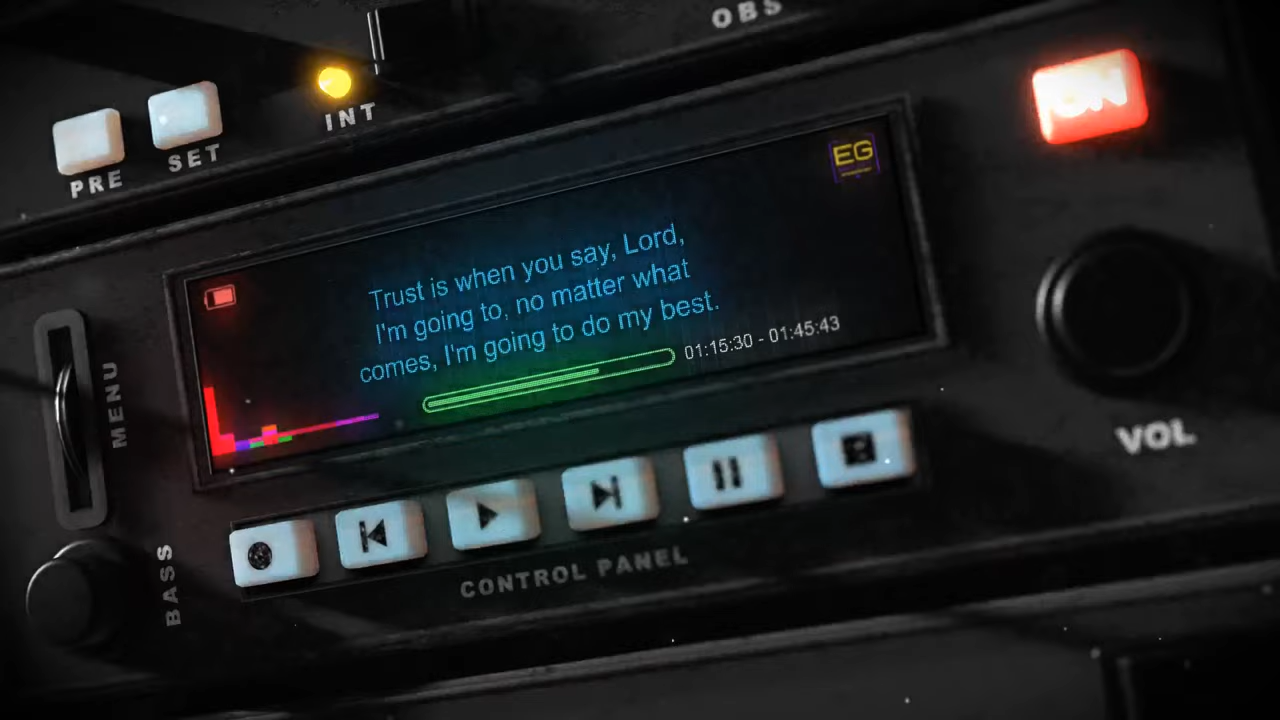 OBS
INT
PRE
SET
ON
EG
Trust is when you say, Lord,
I'm going to, no matter what
comes, I'm going to do my best.
01:15:30 - 01:45:43
MENU
VOL
BASS
CONTROL PANEL